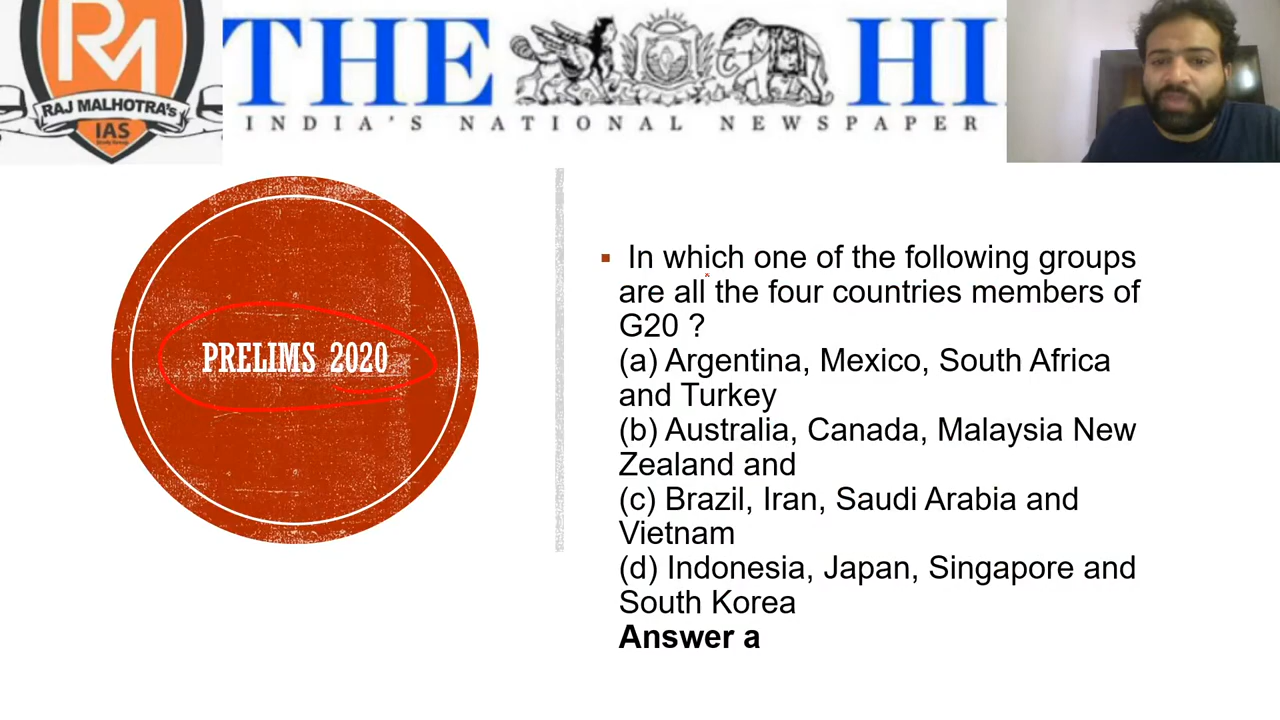 RM
RAJ MALHOTRA's
IAS
Study Group
THE HI
INDIA'S NATIONAL NEWSPAPER
PRELIMS 2020
▪ In which one of the following groups
are all the four countries members of
G20 ?
(a) Argentina, Mexico, South Africa
and Turkey
(b) Australia, Canada, Malaysia New
Zealand and
(c) Brazil, Iran, Saudi Arabia and
Vietnam
(d) Indonesia, Japan, Singapore and
South Korea
Answer a